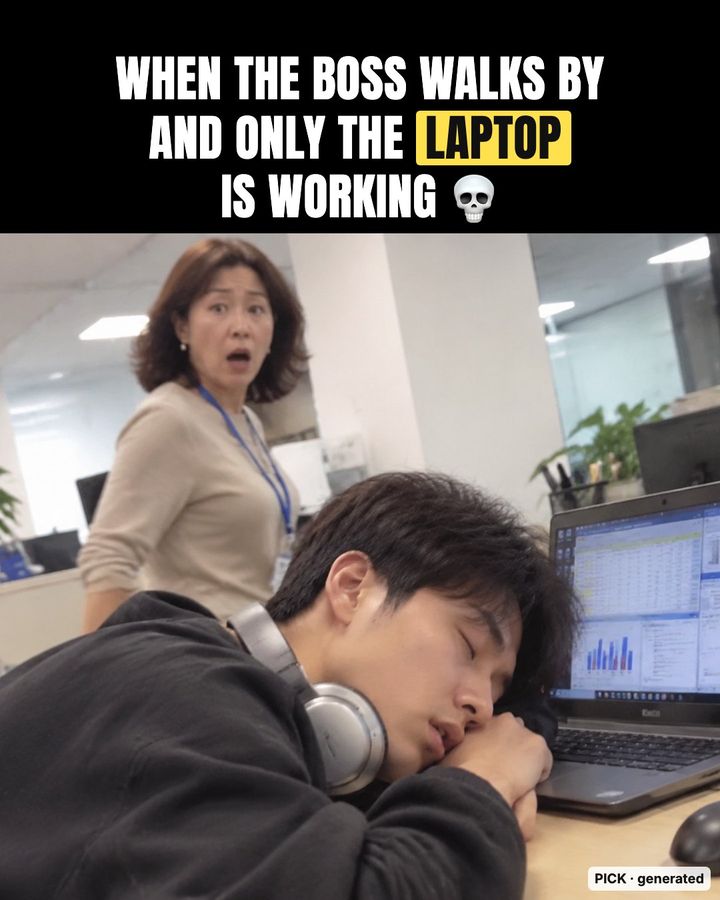 WHEN THE BOSS WALKS BY
AND ONLY THE LAPTOP
IS WORKING 💀
PICK · generated